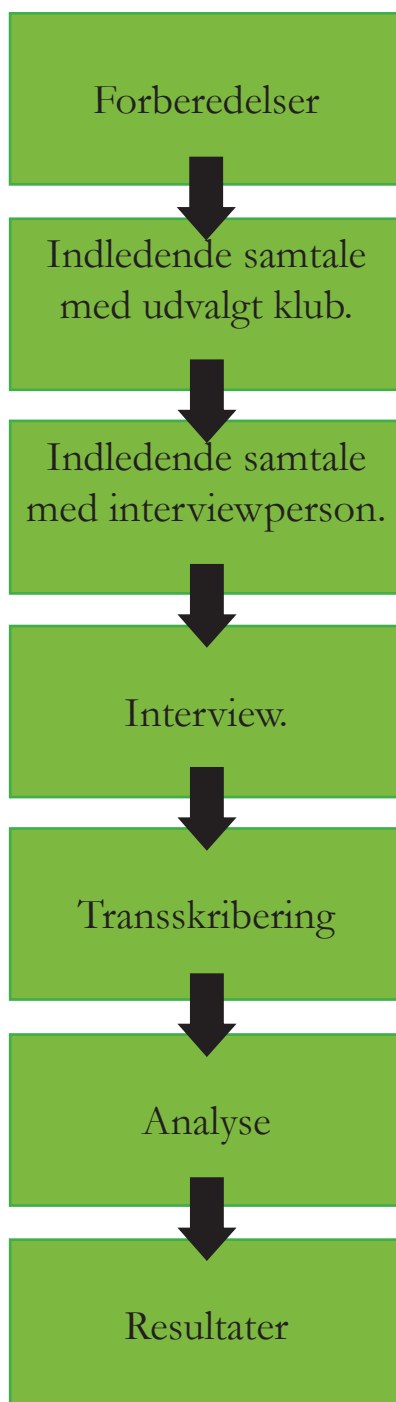 Forberedelser
Indledende samtale
med udvalgt klub.
Indledende samtale
med interviewperson.
Interview.
Transskribering
Analyse
Resultater